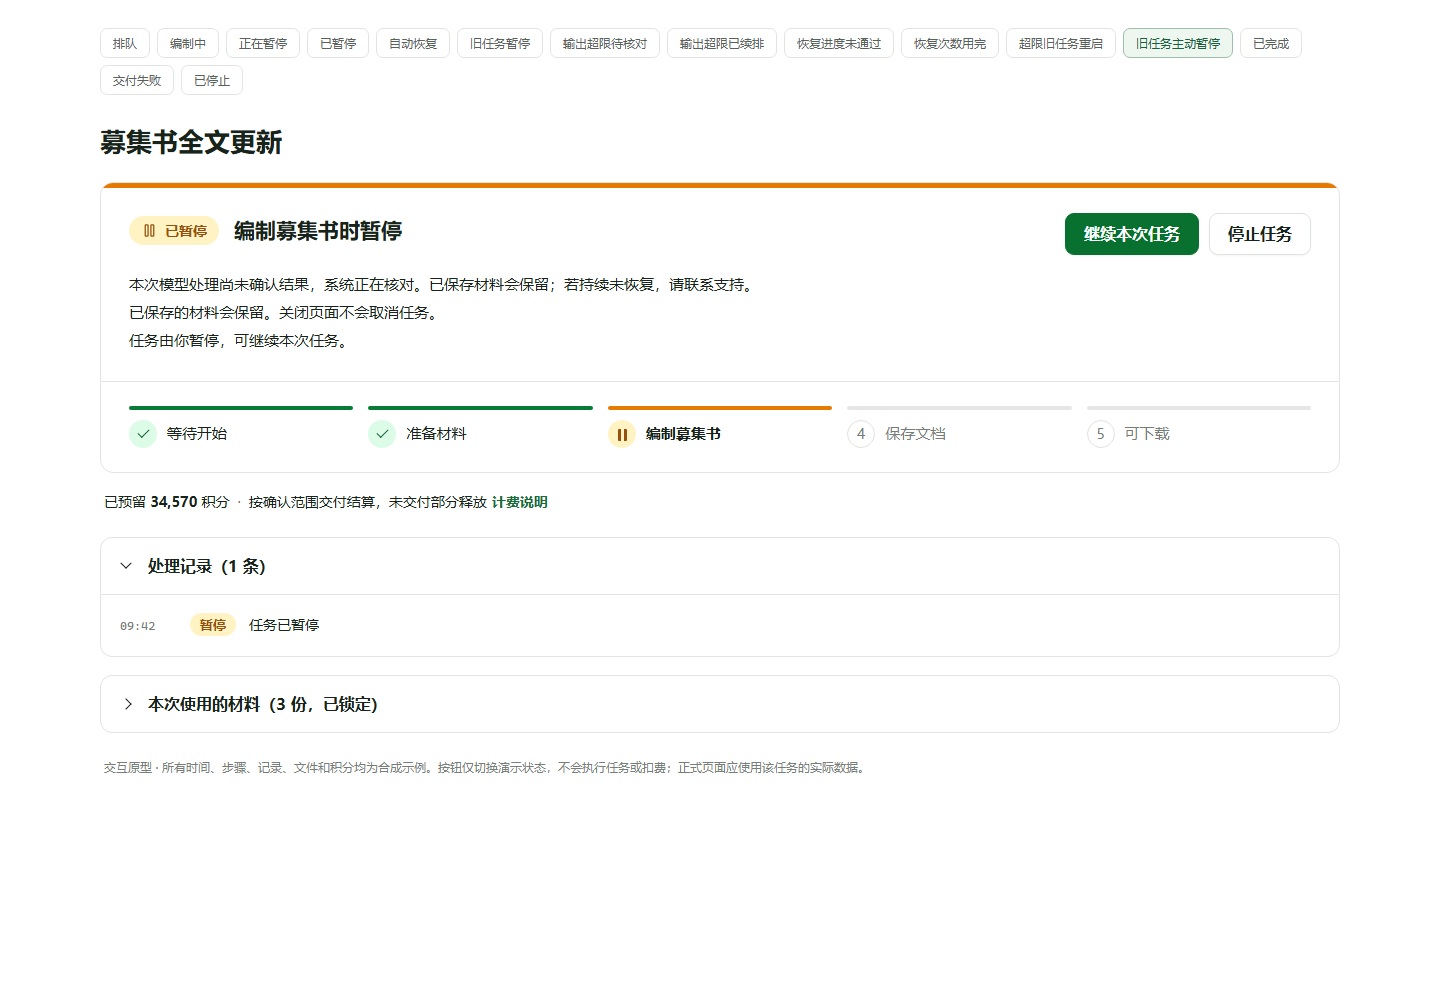 排队 编制中 正在暂停 已暂停 自动恢复 旧任务暂停 输出超限待核对 输出超限已续排 恢复进度未通过 恢复次数用完 超限旧任务重启 旧任务主动暂停 已完成
交付失败 已停止
募集书全文更新
已暂停 编制募集书时暂停 继续本次任务 停止任务
本次模型处理尚未确认结果，系统正在核对。已保存材料会保留；若持续未恢复，请联系支持。
已保存的材料会保留。关闭页面不会取消任务。
任务由你暂停，可继续本次任务。
等待开始 准备材料 编制募集书 4 保存文档 5 可下载
已预留 34,570 积分 · 按确认范围交付结算，未交付部分释放 计费说明
处理记录（1 条）
09:42 暂停 任务已暂停
本次使用的材料（3 份，已锁定）
交互原型 · 所有时间、步骤、记录、文件和积分均为合成示例。按钮仅切换演示状态，不会执行任务或扣费；正式页面应使用该任务的实际数据。